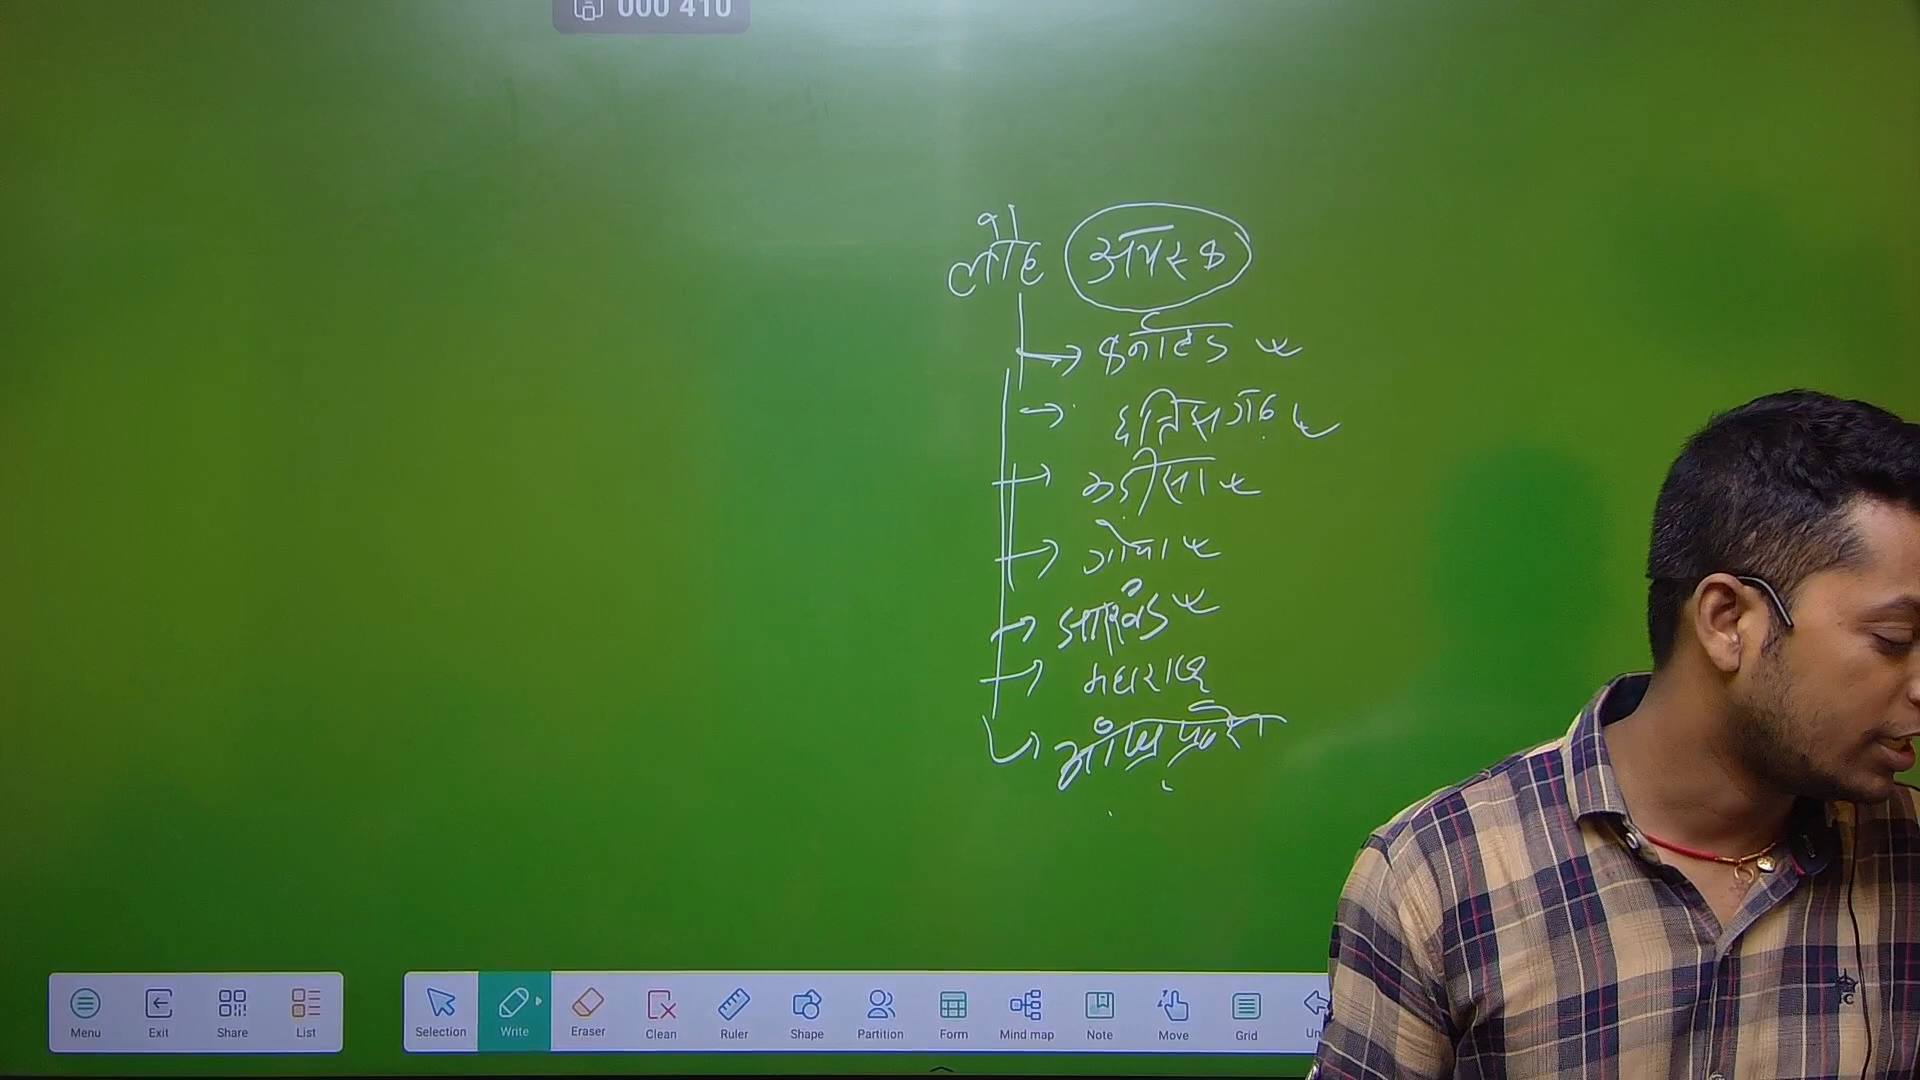 000 410
लौह अयस्क
कर्नाटक
छत्तिसगढ़
उड़ीसा
गोवा
झारखंड
महाराष्ट्र
आंध्र प्रदेश
Menu Exit Share List Selection Write Eraser Clean Ruler Shape Partition Form Mind map Note Move Grid
IC